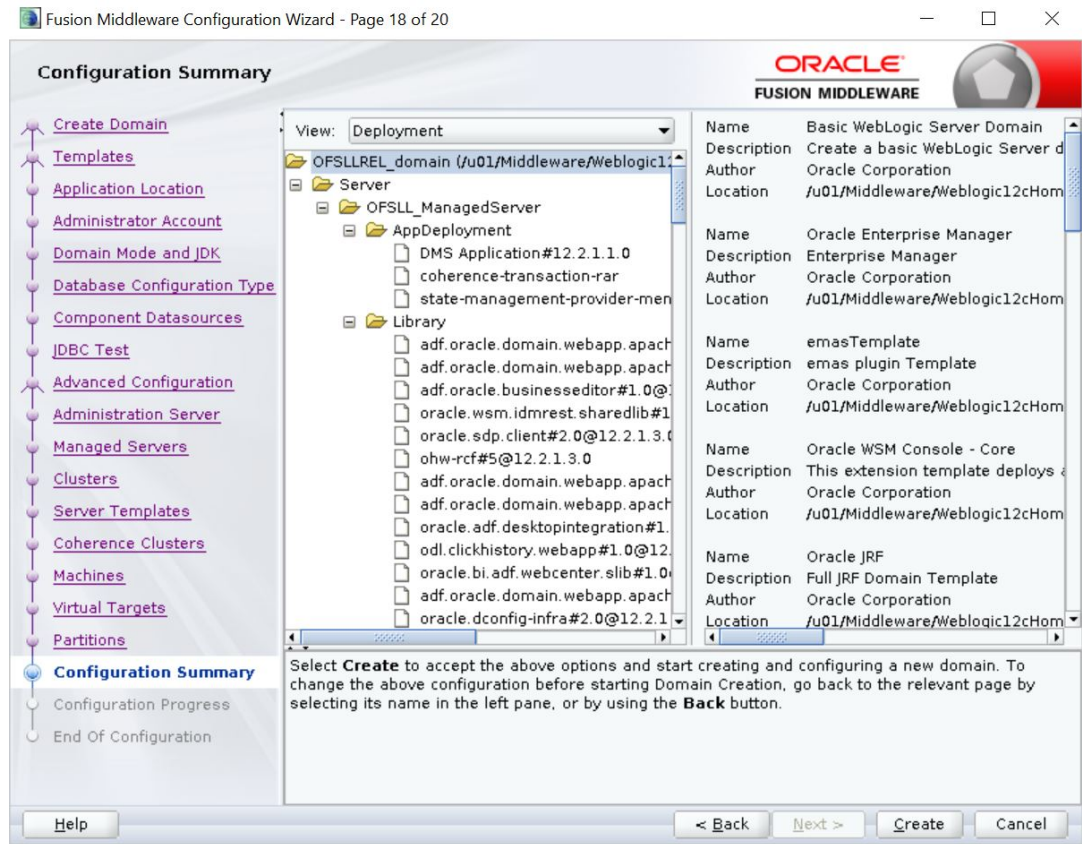 Fusion Middleware Configuration Wizard - Page 18 of 20
Configuration Summary
ORACLE
FUSION MIDDLEWARE
Create Domain
Templates
Application Location
Administrator Account
Domain Mode and JDK
Database Configuration Type
Component Datasources
JDBC Test
Advanced Configuration
Administration Server
Managed Servers
Clusters
Server Templates
Coherence Clusters
Machines
Virtual Targets
Partitions
Configuration Summary
Configuration Progress
End Of Configuration
View: Deployment
OFSLLREL_domain (/u01/Middleware/Weblogic12
Server
OFSLL_ManagedServer
AppDeployment
DMS Application#12.2.1.1.0
coherence-transaction-rar
state-management-provider-men
Library
adf.oracle.domain.webapp.apach
adf.oracle.domain.webapp.apach
adf.oracle.businesseditor#1.0@
oracle.wsm.idmrest.sharedlib#1
oracle.sdp.client#2.0@12.2.1.3.0
ohw-rcf#5@12.2.1.3.0
adf.oracle.domain.webapp.apach
adf.oracle.domain.webapp.apach
oracle.adf.desktopintegration#1.
odl.clickhistory.webapp#1.0@12.
oracle.bi.adf.webcenter.slib#1.0
adf.oracle.domain.webapp.apach
oracle.dconfig-infra#2.0@12.2.1
Name Basic WebLogic Server Domain
Description Create a basic WebLogic Server d
Author Oracle Corporation
Location /u01/Middleware/Weblogic12cHom
Name Oracle Enterprise Manager
Description Enterprise Manager
Author Oracle Corporation
Location /u01/Middleware/Weblogic12cHom
Name emasTemplate
Description emas plugin Template
Author Oracle Corporation
Location /u01/Middleware/Weblogic12cHom
Name Oracle WSM Console - Core
Description This extension template deploys
Author Oracle Corporation
Location /u01/Middleware/Weblogic12cHom
Name Oracle JRF
Description Full JRF Domain Template
Author Oracle Corporation
Location /u01/Middleware/Weblogic12cHom
Select Create to accept the above options and start creating and configuring a new domain. To
change the above configuration before starting Domain Creation, go back to the relevant page by
selecting its name in the left pane, or by using the Back button.
Help
< Back
Next >
Create
Cancel